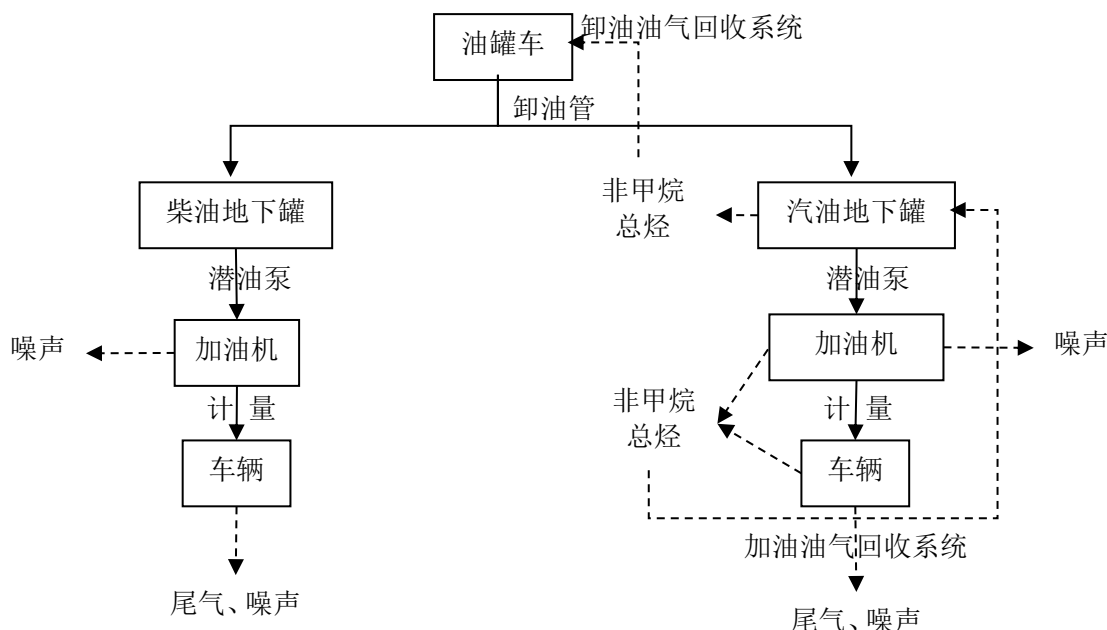 卸油油气回收系统
油罐车
卸油管
非甲烷
总烃
柴油地下罐
汽油地下罐
潜油泵
潜油泵
噪声
加油机
加油机
噪声
计 量
非甲烷
总烃
计 量
车辆
车辆
加油油气回收系统
尾气、噪声
尾气、噪声